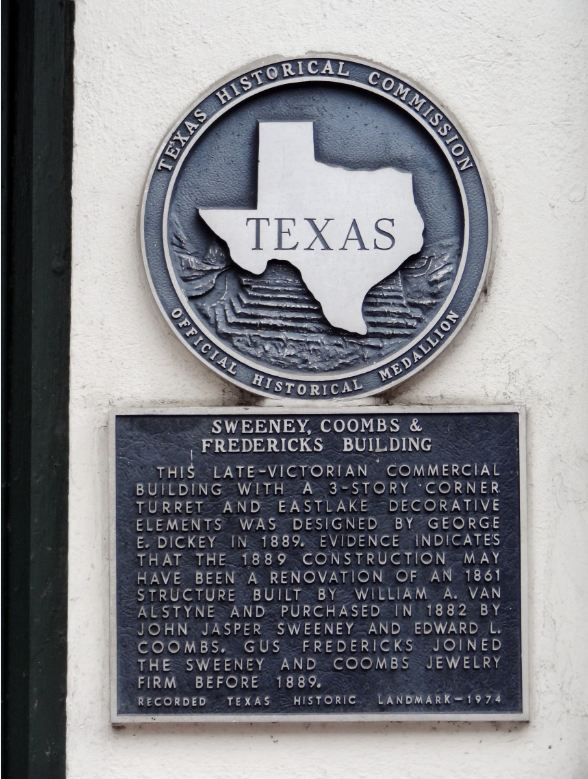 TEXAS HISTORICAL COMMISSION
TEXAS
OFFICIAL HISTORICAL MEDALLION
SWEENEY, COOMBS &
FREDERICKS BUILDING
THIS LATE-VICTORIAN COMMERCIAL
BUILDING WITH A 3-STORY CORNER
TURRET AND EASTLAKE DECORATIVE
ELEMENTS WAS DESIGNED BY GEORGE
E. DICKEY IN 1889. EVIDENCE INDICATES
THAT THE 1889 CONSTRUCTION MAY
HAVE BEEN A RENOVATION OF AN 1861
STRUCTURE BUILT BY WILLIAM A. VAN
ALSTYNE AND PURCHASED IN 1882 BY
JOHN JASPER SWEENEY AND EDWARD L.
COOMBS. GUS FREDERICKS JOINED
THE SWEENEY AND COOMBS JEWELRY
FIRM BEFORE 1889.
RECORDED TEXAS HISTORIC LANDMARK-1974